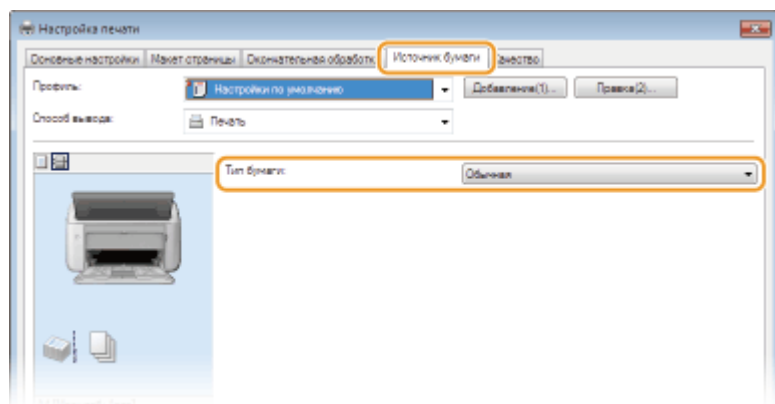 Настройка печати
Основные настройки Макет страницы Окончательная обработк Источник бумаги Качество
Профиль: Настройки по умолчанию Добавление(1)... Правка(2)...
Способ вывода: Печать
Тип бумаги: Обычная